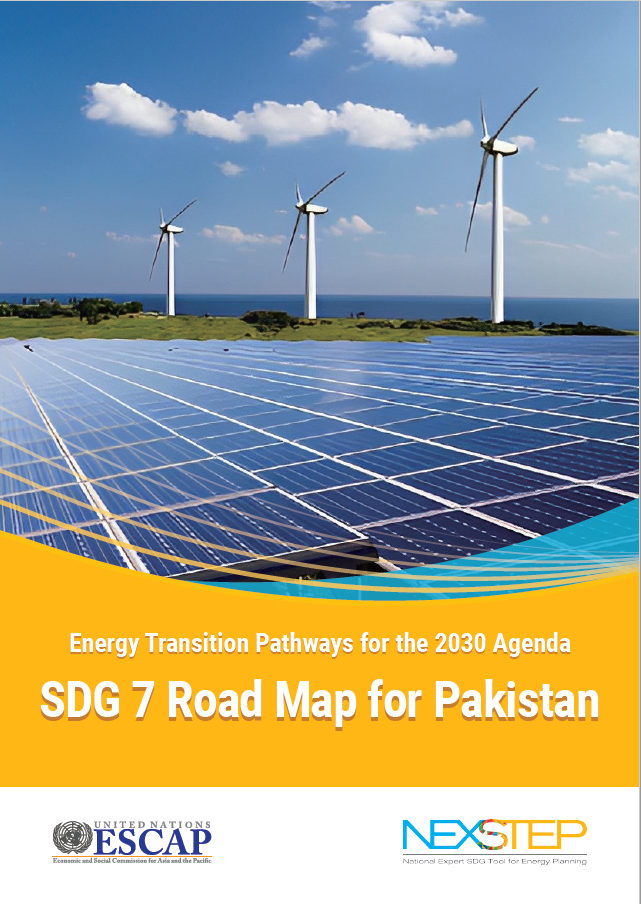 Energy Transition Pathways for the 2030 Agenda
SDG 7 Road Map for Pakistan
UNITED NATIONS
ESCAP
Economic and Social Commission for Asia and the Pacific
NEXSTEP
National Expert SDG Tool for Energy Planning